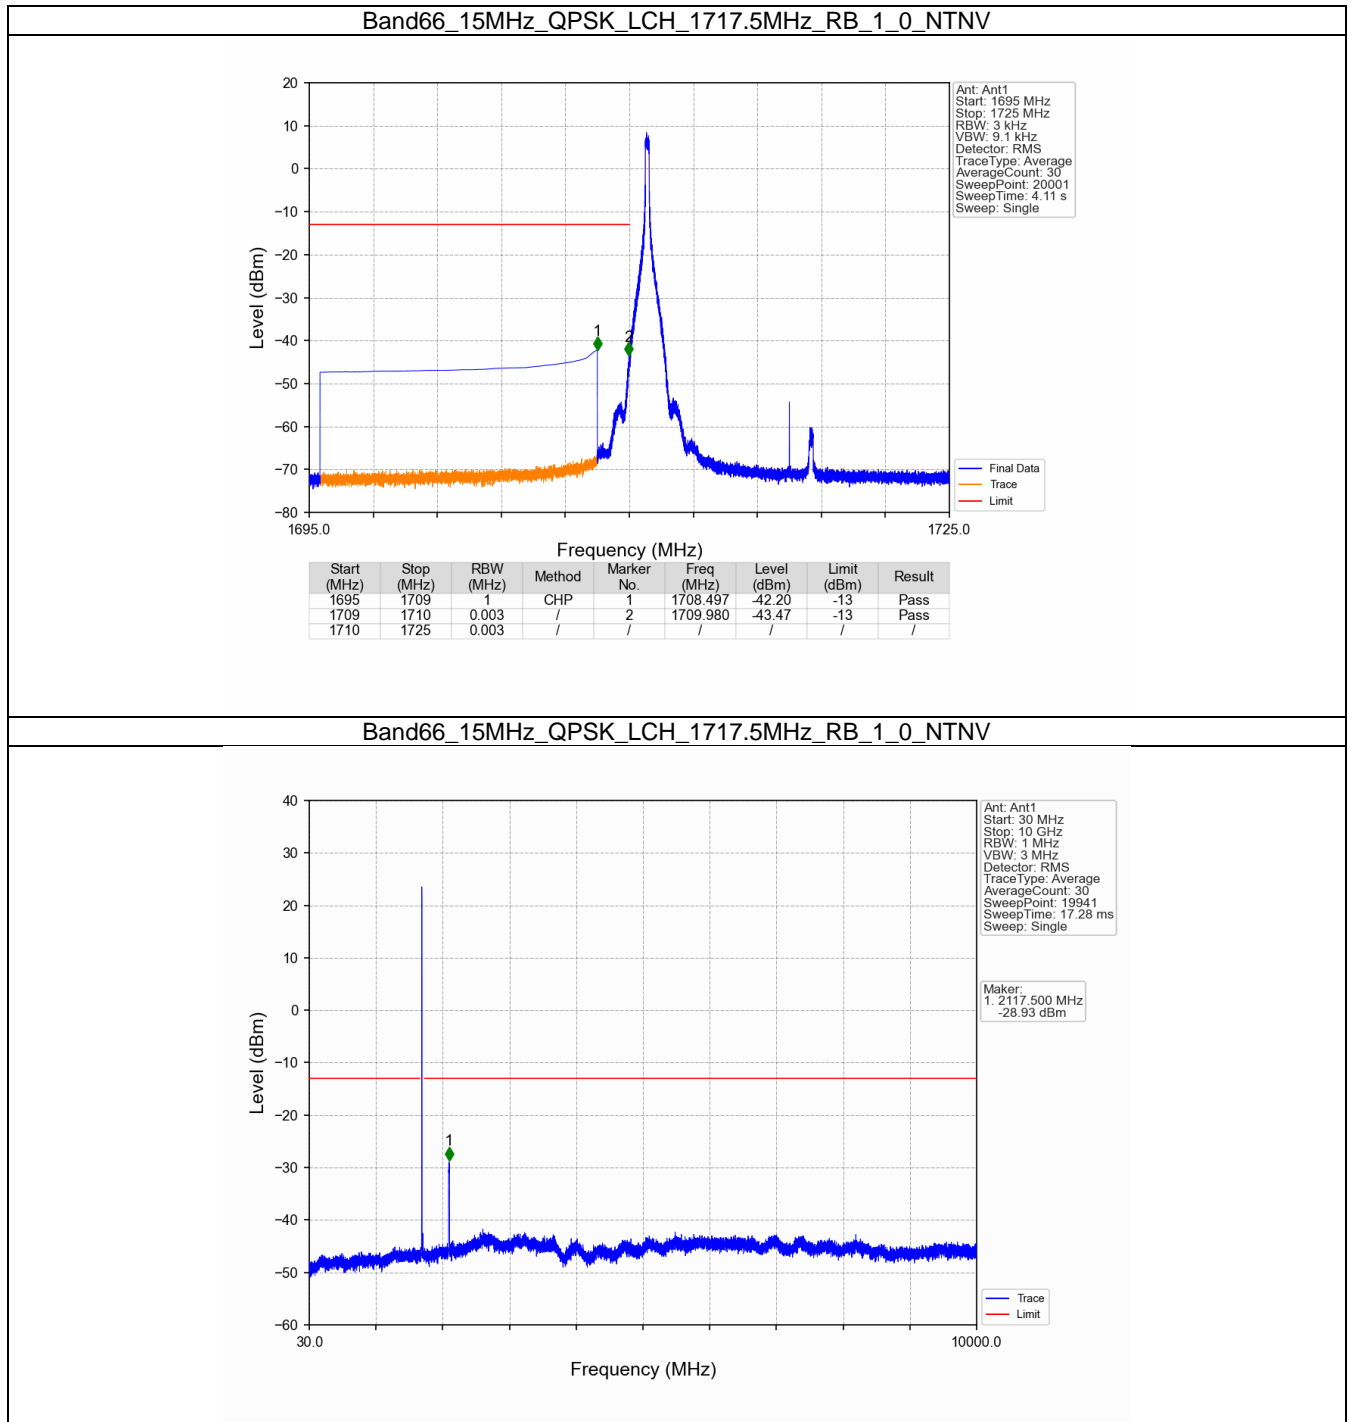 Band66_15MHz_QPSK_LCH_1717.5MHz_RB_1_0_NTNV
20
10
0
−10
−20
−30
−40
−50
−60
−70
−80
Level (dBm)
1
2
1695.0
1725.0
Frequency (MHz)
Ant: Ant1
Start: 1695 MHz
Stop: 1725 MHz
RBW: 3 kHz
VBW: 9.1 kHz
Detector: RMS
TraceType: Average
AverageCount: 30
SweepPoint: 20001
SweepTime: 4.11 s
Sweep: Single
Final Data
Trace
Limit
Start (MHz) Stop (MHz) RBW (MHz) Method Marker No. Freq (MHz) Level (dBm) Limit (dBm) Result
1695 1709 1 CHP 1 1708.497 -42.20 -13 Pass
1709 1710 0.003 / 2 1709.980 -43.47 -13 Pass
1710 1725 0.003 / / / / / /
Band66_15MHz_QPSK_LCH_1717.5MHz_RB_1_0_NTNV
40
30
20
10
0
−10
−20
−30
−40
−50
−60
Level (dBm)
1
30.0
10000.0
Frequency (MHz)
Ant: Ant1
Start: 30 MHz
Stop: 10 GHz
RBW: 1 MHz
VBW: 3 MHz
Detector: RMS
TraceType: Average
AverageCount: 30
SweepPoint: 19941
SweepTime: 17.28 ms
Sweep: Single
Maker:
1. 2117.500 MHz
-28.93 dBm
Trace
Limit